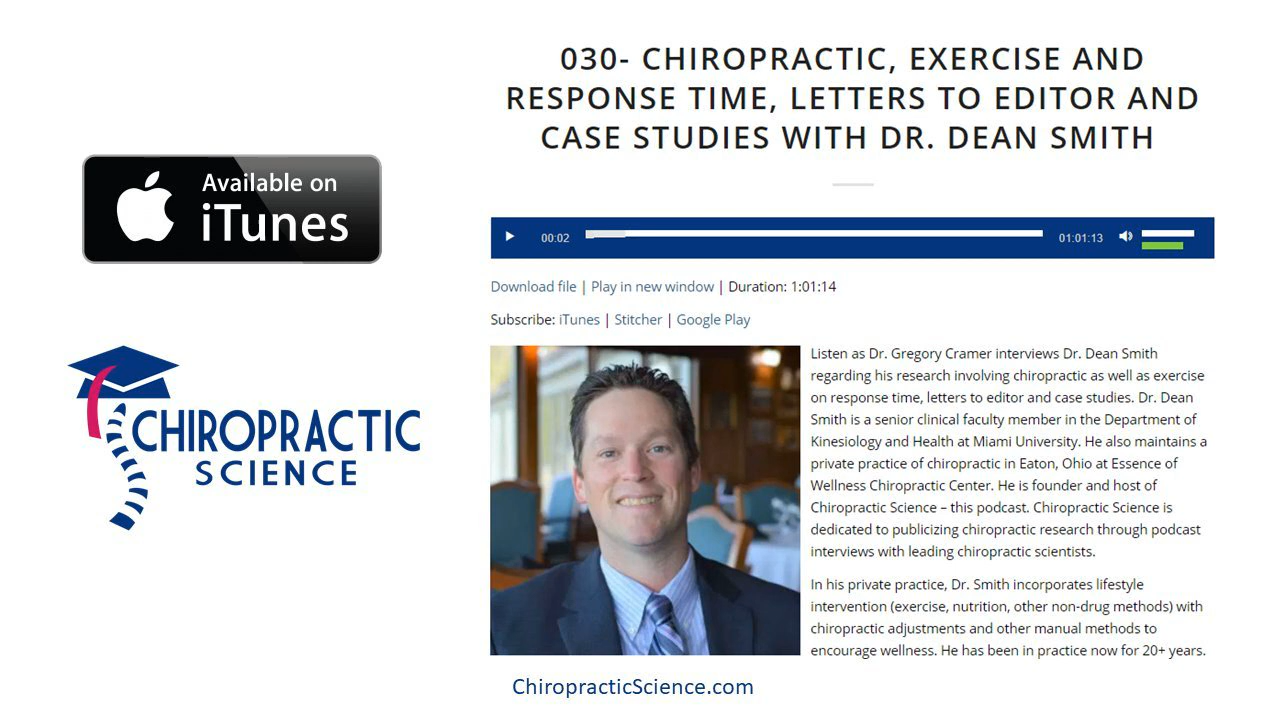 030- CHIROPRACTIC, EXERCISE AND
RESPONSE TIME, LETTERS TO EDITOR AND
CASE STUDIES WITH DR. DEAN SMITH
Available on
iTunes
00:02
01:01:13
Download file | Play in new window | Duration: 1:01:14
Subscribe: iTunes | Stitcher | Google Play
CHIROPRACTIC
SCIENCE
Listen as Dr. Gregory Cramer interviews Dr. Dean Smith
regarding his research involving chiropractic as well as exercise
on response time, letters to editor and case studies. Dr. Dean
Smith is a senior clinical faculty member in the Department of
Kinesiology and Health at Miami University. He also maintains a
private practice of chiropractic in Eaton, Ohio at Essence of
Wellness Chiropractic Center. He is founder and host of
Chiropractic Science – this podcast. Chiropractic Science is
dedicated to publicizing chiropractic research through podcast
interviews with leading chiropractic scientists.
In his private practice, Dr. Smith incorporates lifestyle
intervention (exercise, nutrition, other non-drug methods) with
chiropractic adjustments and other manual methods to
encourage wellness. He has been in practice now for 20+ years.
ChiropracticScience.com